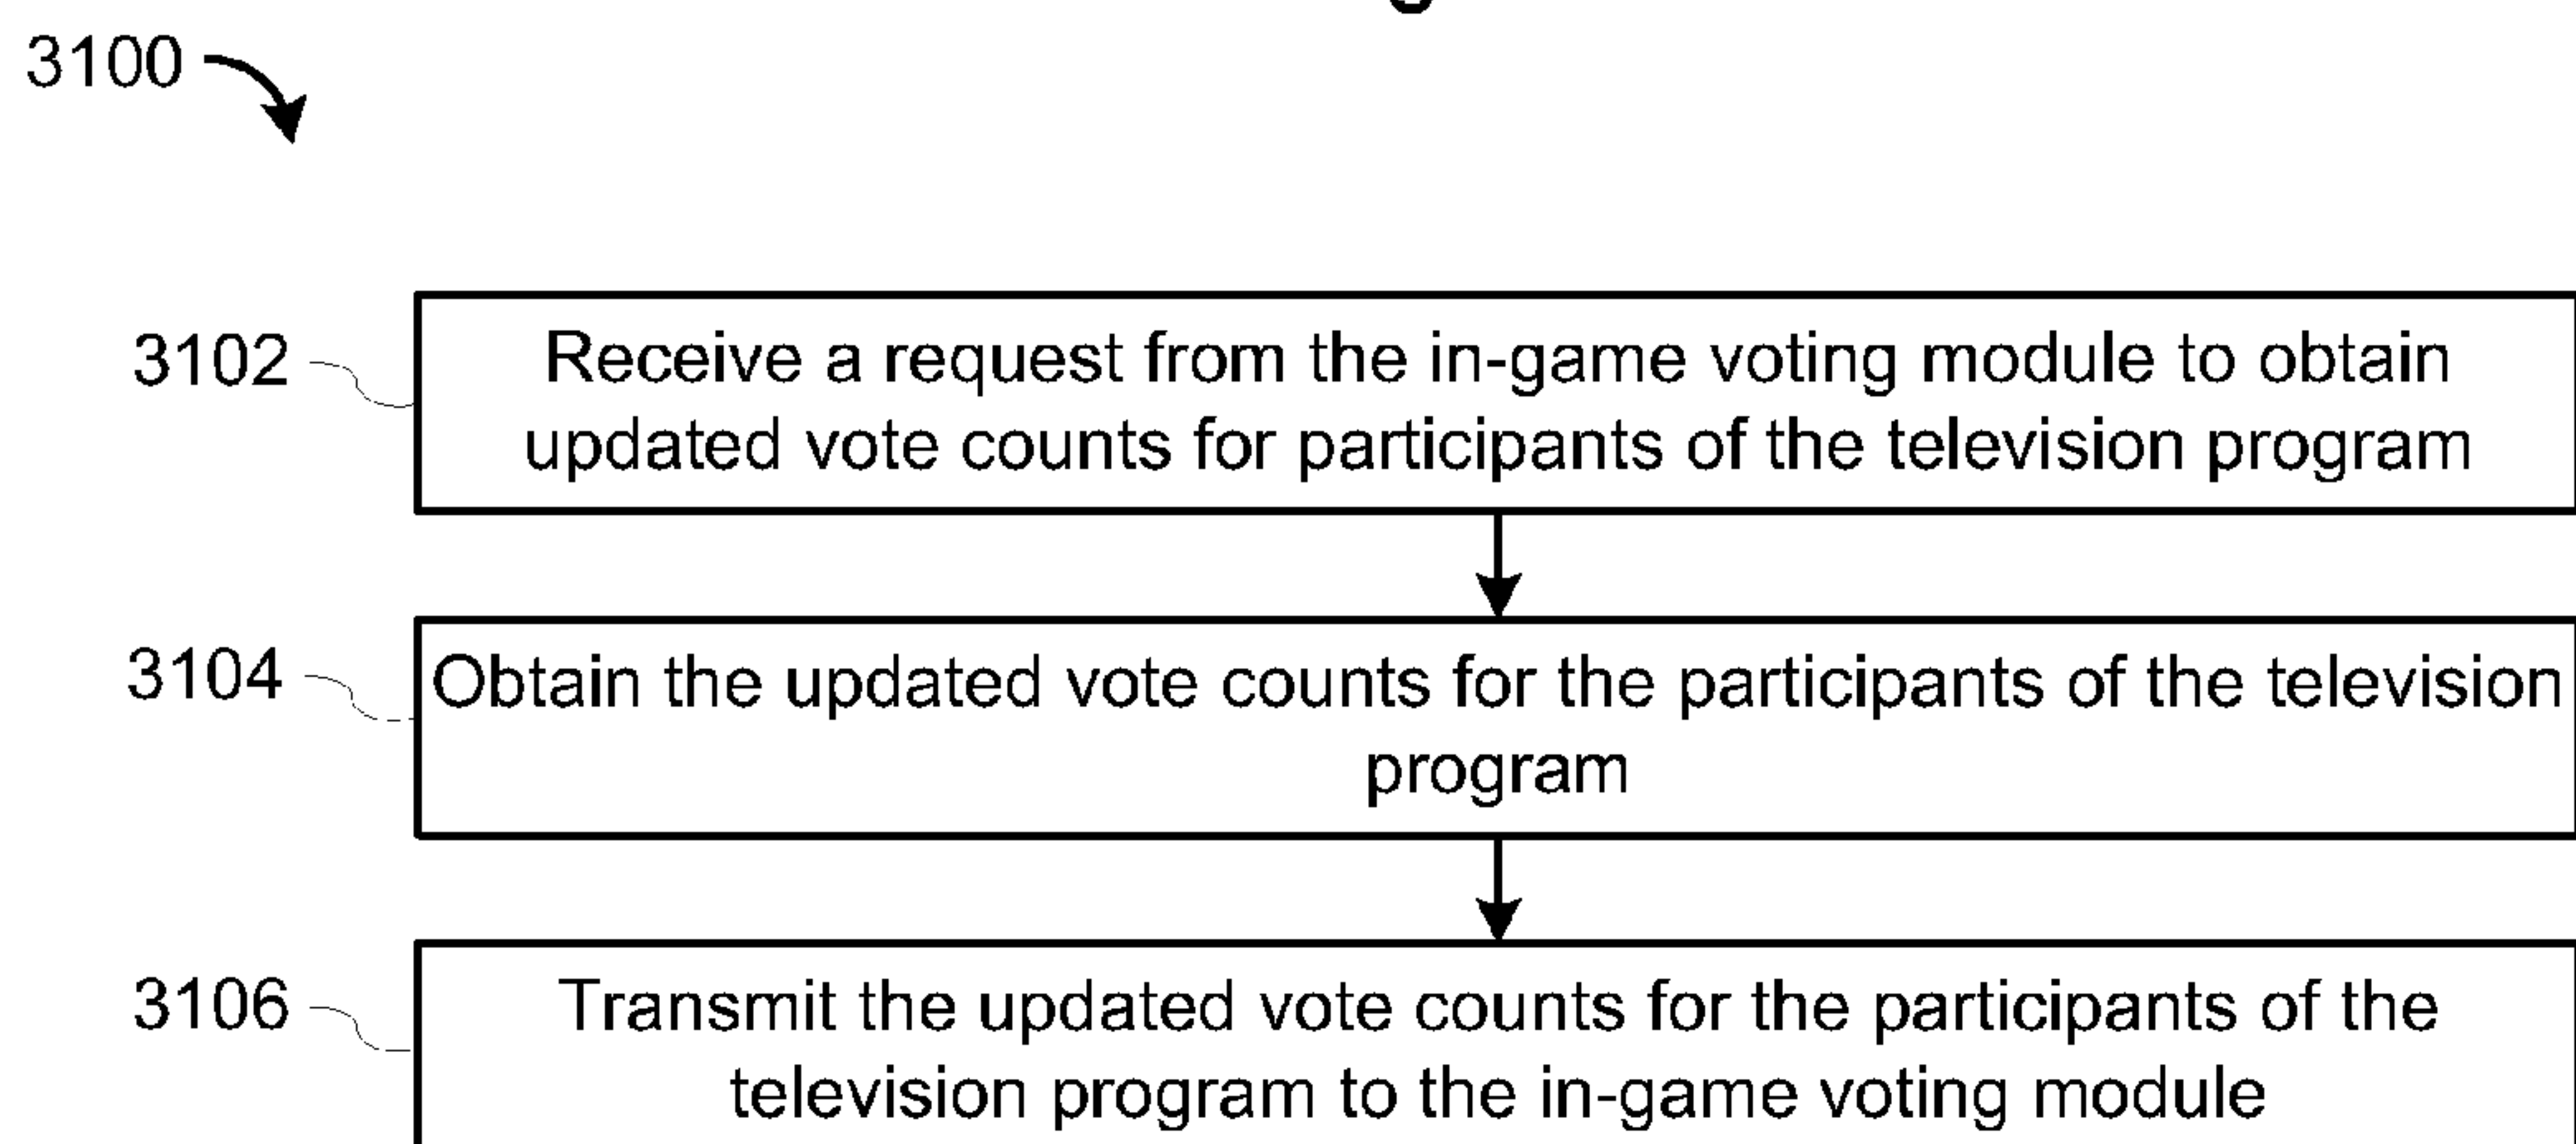 3100
3102
Receive a request from the in-game voting module to obtain
updated vote counts for participants of the television program
3104
Obtain the updated vote counts for the participants of the television
program
3106
Transmit the updated vote counts for the participants of the
television program to the in-game voting module